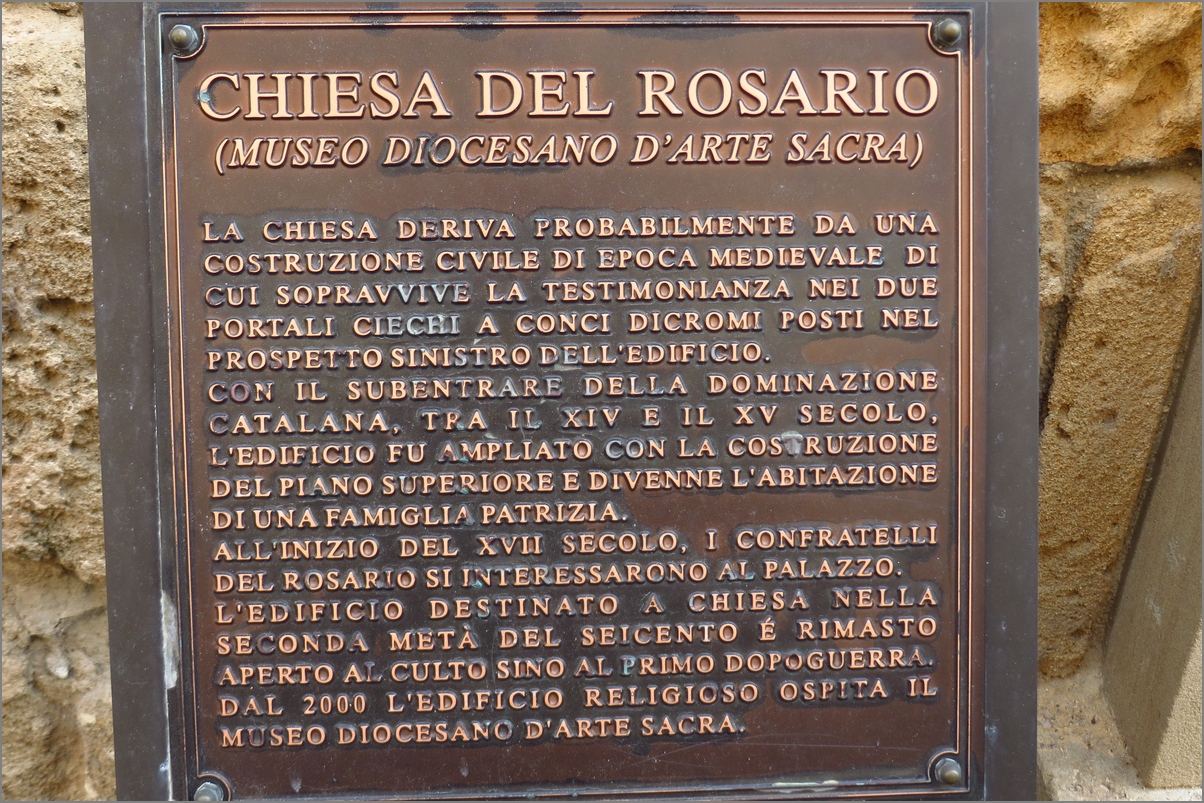 CHIESA DEL ROSARIO
(MUSEO DIOCESANO D'ARTE SACRA)
LA CHIESA DERIVA PROBABILMENTE DA UNA
COSTRUZIONE CIVILE DI EPOCA MEDIEVALE DI
CUI SOPRAVVIVE LA TESTIMONIANZA NEI DUE
PORTALI CIECHI A CONCI DICROMI POSTI NEL
PROSPETTO SINISTRO DELL'EDIFICIO.
CON IL SUBENTRARE DELLA DOMINAZIONE
CATALANA, TRA IL XIV E IL XV SECOLO,
L'EDIFICIO FU AMPLIATO CON LA COSTRUZIONE
DEL PIANO SUPERIORE E DIVENNE L'ABITAZIONE
DI UNA FAMIGLIA PATRIZIA.
ALL'INIZIO DEL XVII SECOLO, I CONFRATELLI
DEL ROSARIO SI INTERESSARONO AL PALAZZO.
L'EDIFICIO DESTINATO A CHIESA NELLA
SECONDA METÀ DEL SEICENTO É RIMASTO
APERTO AL CULTO SINO AL PRIMO DOPOGUERRA.
DAL 2000 L'EDIFICIO RELIGIOSO OSPITA IL
MUSEO DIOCESANO D'ARTE SACRA.